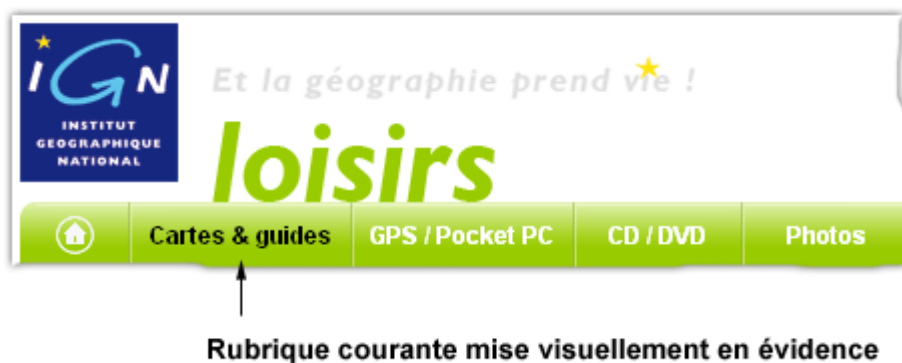 IGN
INSTITUT
GEOGRAPHIQUE
NATIONAL
Et la géographie prend vie !
loisirs
Cartes & guides GPS / Pocket PC CD / DVD Photos
Rubrique courante mise visuellement en évidence